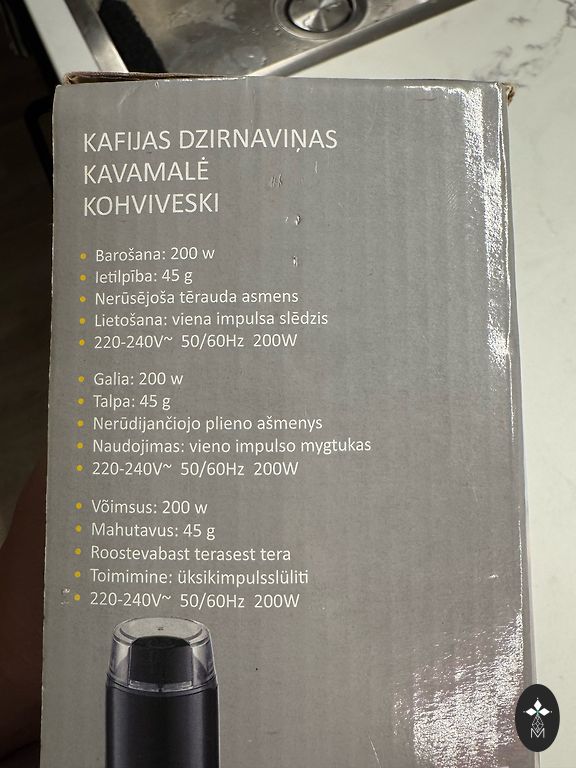 KAFIJAS DZIRNAVIŅAS
KAVAMALĖ
KOHVIVESKI
• Barošana: 200 w
• Ietilpība: 45 g
• Nerūsējoša tērauda asmens
• Lietošana: viena impulsa slēdzis
• 220-240V~ 50/60Hz 200W
• Galia: 200 w
• Talpa: 45 g
• Nerūdijančiojo plieno ašmenys
• Naudojimas: vieno impulso mygtukas
• 220-240V~ 50/60Hz 200W
• Võimsus: 200 w
• Mahutavus: 45 g
• Roostevabast terasest tera
• Toimimine: üksikimpulsslüliti
• 220-240V~ 50/60Hz 200W
M